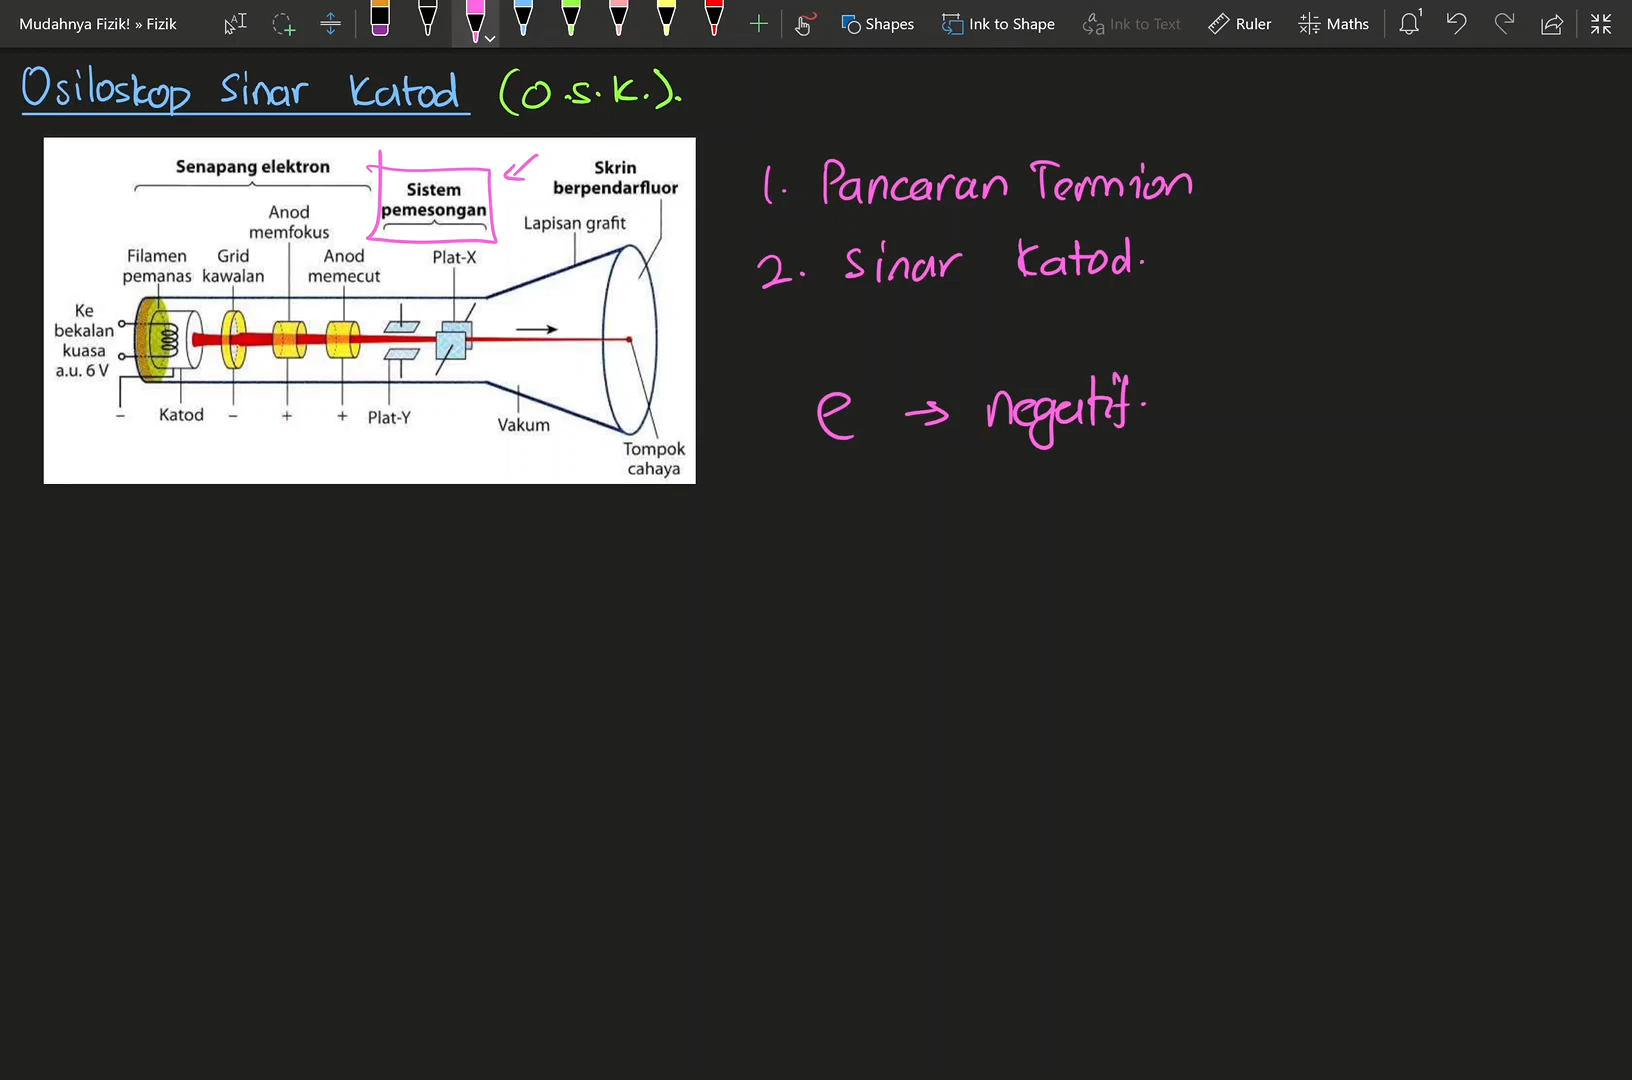 Mudahnya Fizik! » Fizik
Shapes
Ink to Shape
Ink to Text
Ruler
Maths
1
Osiloskop Sinar Katod (O.S.K.).
Senapang elektron
Sistem
pemesongan
Skrin
berpendarfluor
Anod
memfokus
Lapisan grafit
Filamen
pemanas
Grid
kawalan
Anod
memecut
Plat-X
Ke
bekalan
kuasa
a.u. 6 V
−
Katod
−
+
+
Plat-Y
Vakum
Tompok
cahaya
1. Pancaran Termion
2. Sinar Katod.
e → negatif.